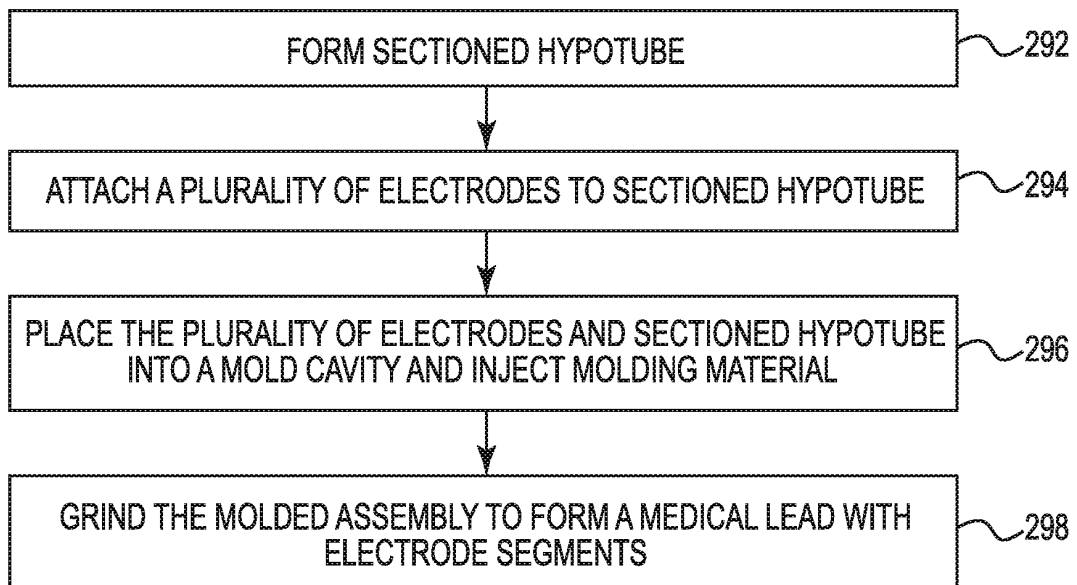 FORM SECTIONED HYPOTUBE
292
ATTACH A PLURALITY OF ELECTRODES TO SECTIONED HYPOTUBE
294
PLACE THE PLURALITY OF ELECTRODES AND SECTIONED HYPOTUBE
INTO A MOLD CAVITY AND INJECT MOLDING MATERIAL
296
GRIND THE MOLDED ASSEMBLY TO FORM A MEDICAL LEAD WITH
ELECTRODE SEGMENTS
298